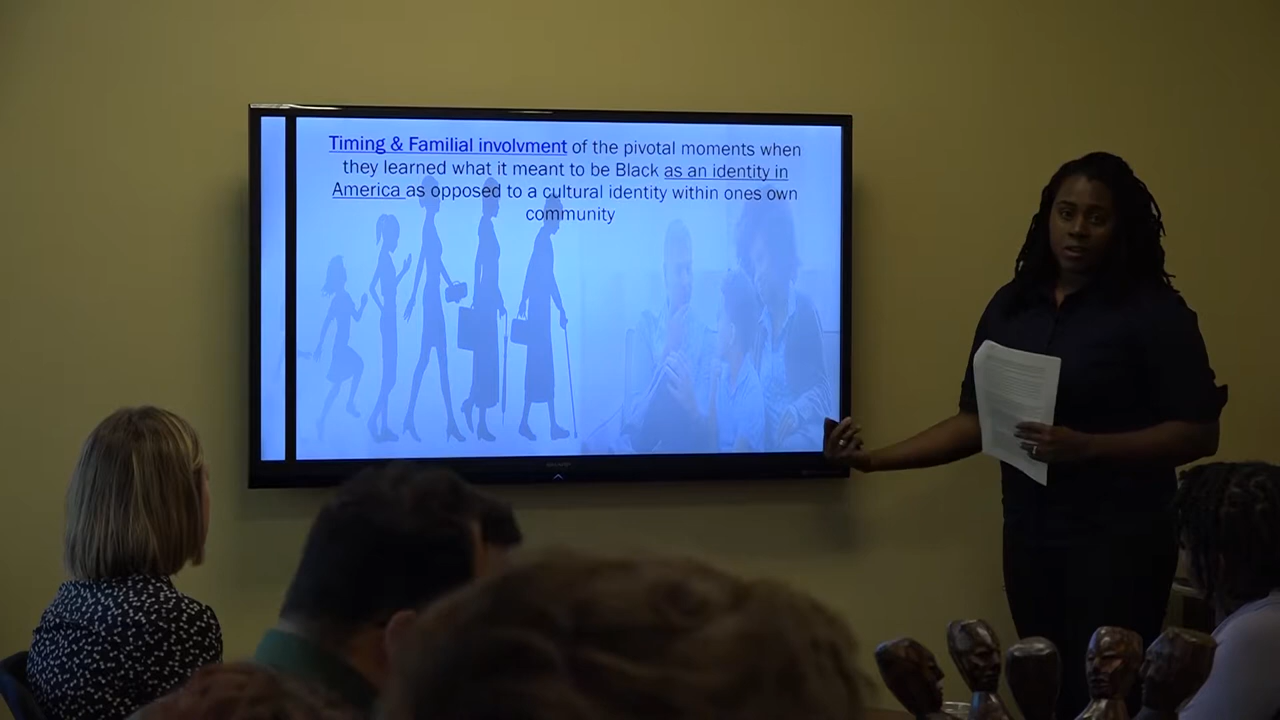 Timing & Familial involvment of the pivotal moments when
they learned what it meant to be Black as an identity in
America as opposed to a cultural identity within ones own
community
SHARP